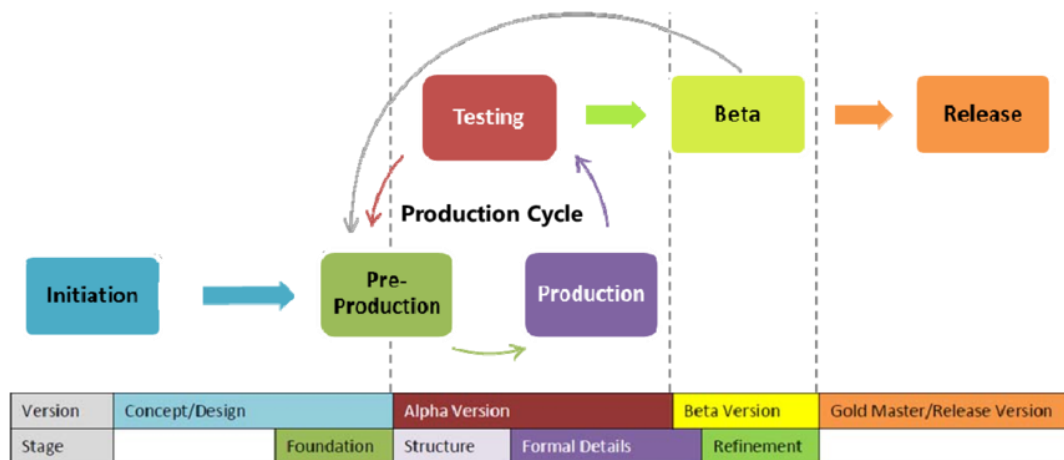 Testing
Beta
Release
Production Cycle
Initiation
Pre-
Production
Production
Version
Concept/Design
Alpha Version
Beta Version
Gold Master/Release Version
Stage
Foundation
Structure
Formal Details
Refinement